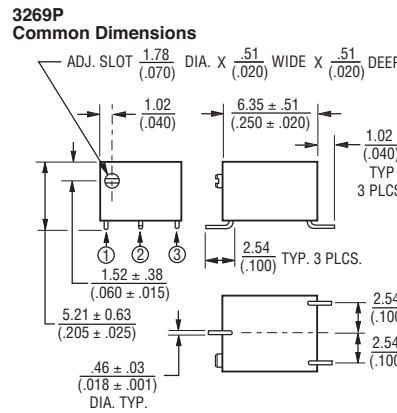 3269P
Common Dimensions
ADJ. SLOT 1.78 (.070) DIA. X .51 (.020) WIDE X .51 (.020) DEEP
1.02
(.040)
6.35 ± .51
(.250 ± .020)
1.02
(.040)
TYP
3 PLCS.
1
2
3
2.54
(.100)
TYP. 3 PLCS.
1.52 ± .38
(.060 ± .015)
5.21 ± 0.63
(.205 ± .025)
.46 ± .03
(.018 ± .001)
DIA. TYP.
2.54
(.100
2.54
(.100